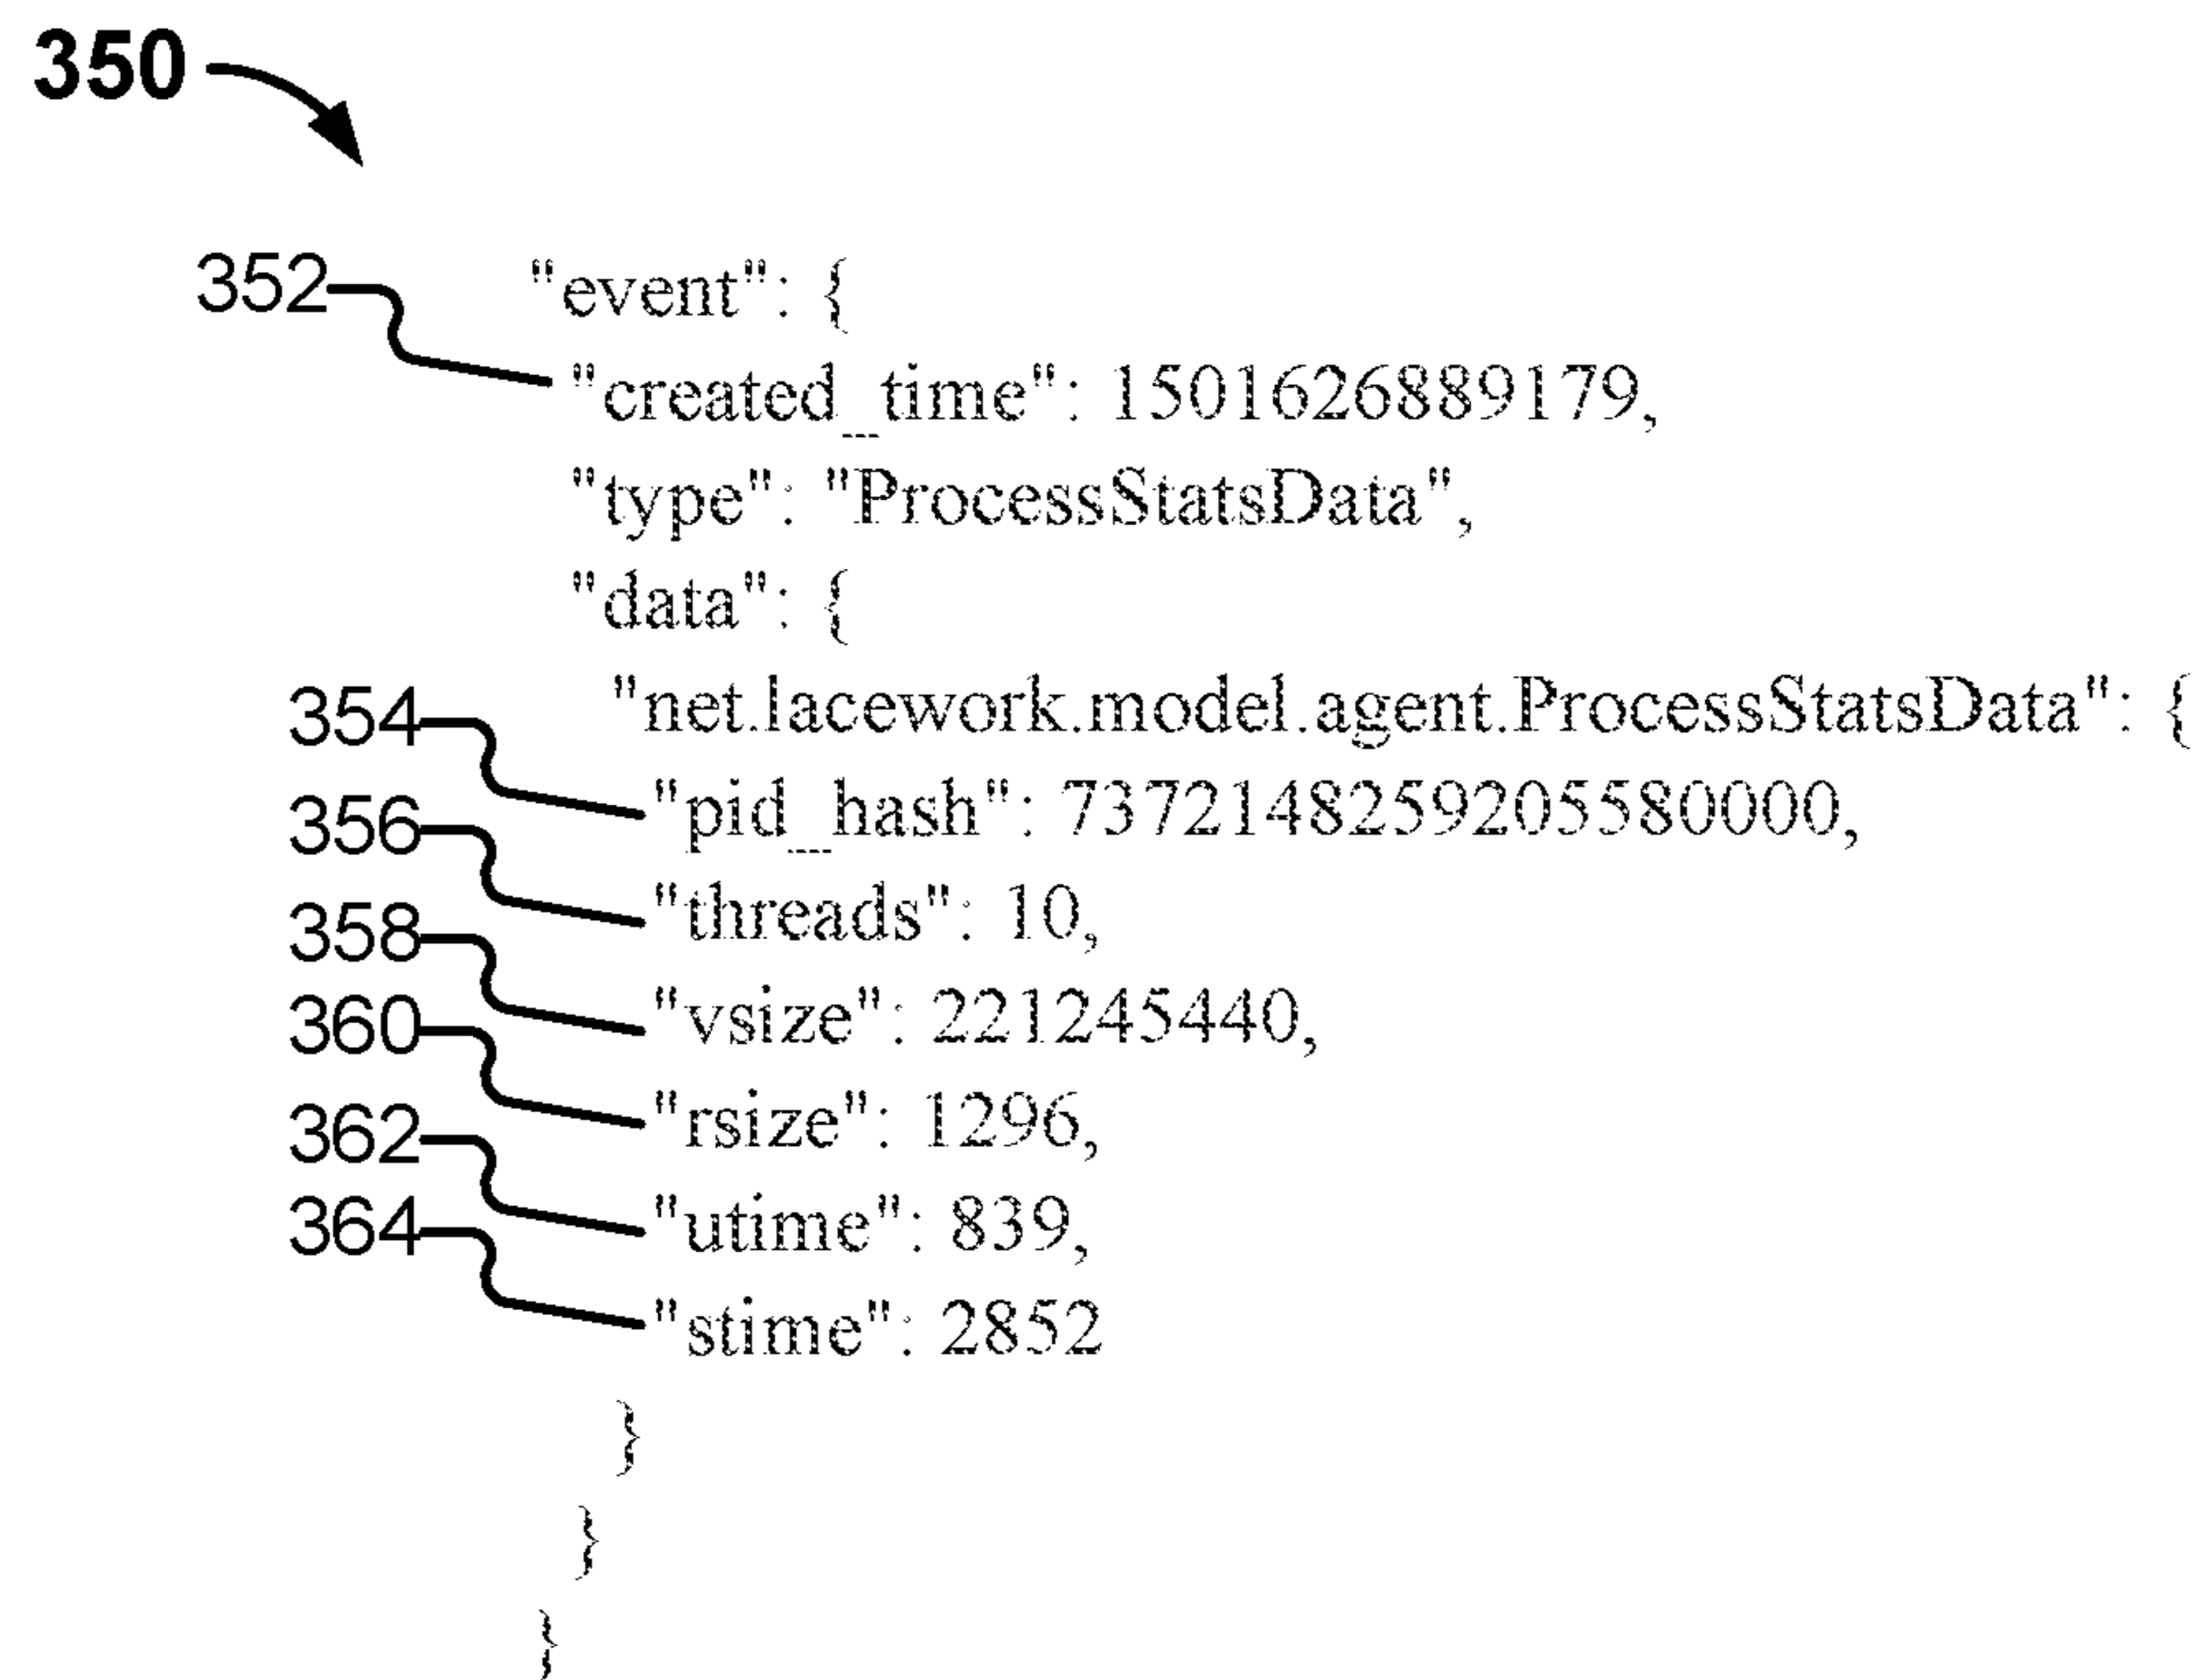 350
352 "event": {
"created_time": 1501626889179,
"type": "ProcessStatsData",
"data": {
354 "net.lacework.model.agent.ProcessStatsData": {
356 "pid_hash": 7372148259205580000,
358 "threads": 10,
360 "vsize": 221245440,
362 "rsize": 1296,
364 "utime": 839,
"stime": 2852
}
}
}